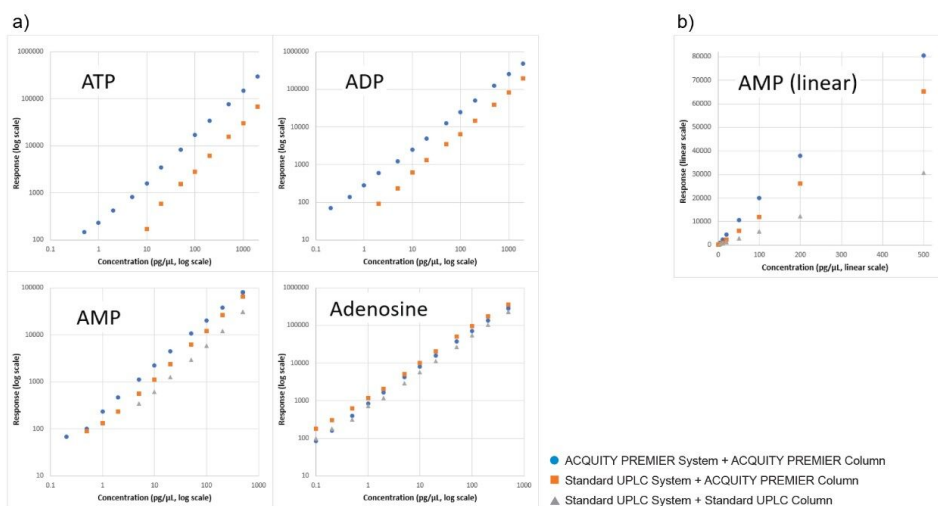 a)
b)
ATP
Response (log scale)
1000000
100000
10000
1000
100
0.1
1
10
100
1000
Concentration (pg/µL, log scale)
ADP
Response (log scale)
1000000
100000
10000
1000
100
10
0.1
1
10
100
1000
Concentration (pg/µL, log scale)
AMP (linear)
Response (linear scale)
80000
70000
60000
50000
40000
30000
20000
10000
0
0
100
200
300
400
500
Concentration (pg/µL, linear scale)
AMP
Response (log scale)
100000
10000
1000
100
10
0.1
1
10
100
Concentration (pg/µL, log scale)
Adenosine
Response (log scale)
1000000
100000
10000
1000
100
10
0.1
1
10
100
Concentration (pg/µL, log scale)
ACQUITY PREMIER System + ACQUITY PREMIER Column
Standard UPLC System + ACQUITY PREMIER Column
Standard UPLC System + Standard UPLC Column